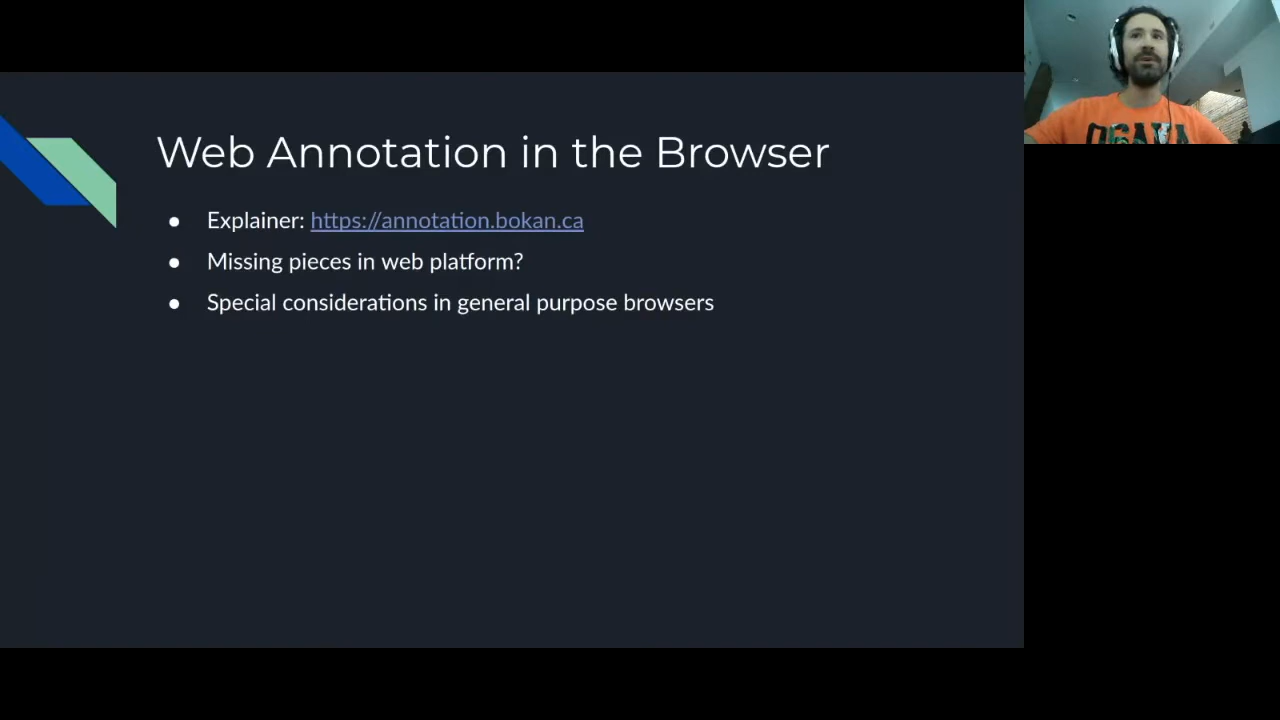 Web Annotation in the Browser
● Explainer: https://annotation.bokan.ca
● Missing pieces in web platform?
● Special considerations in general purpose browsers